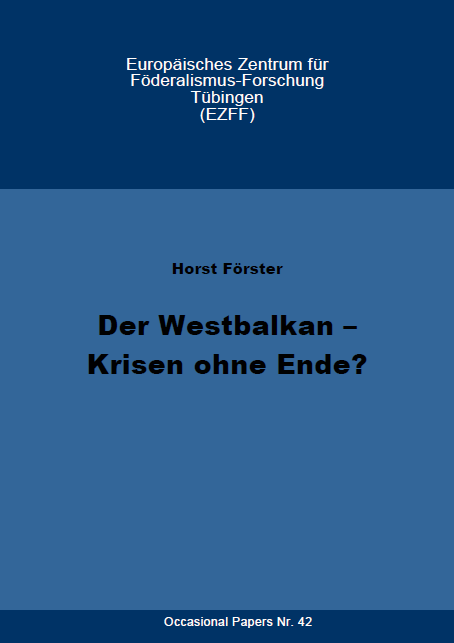 Europäisches Zentrum für
Föderalismus-Forschung
Tübingen
(EZFF)
Horst Förster
Der Westbalkan –
Krisen ohne Ende?
Occasional Papers Nr. 42